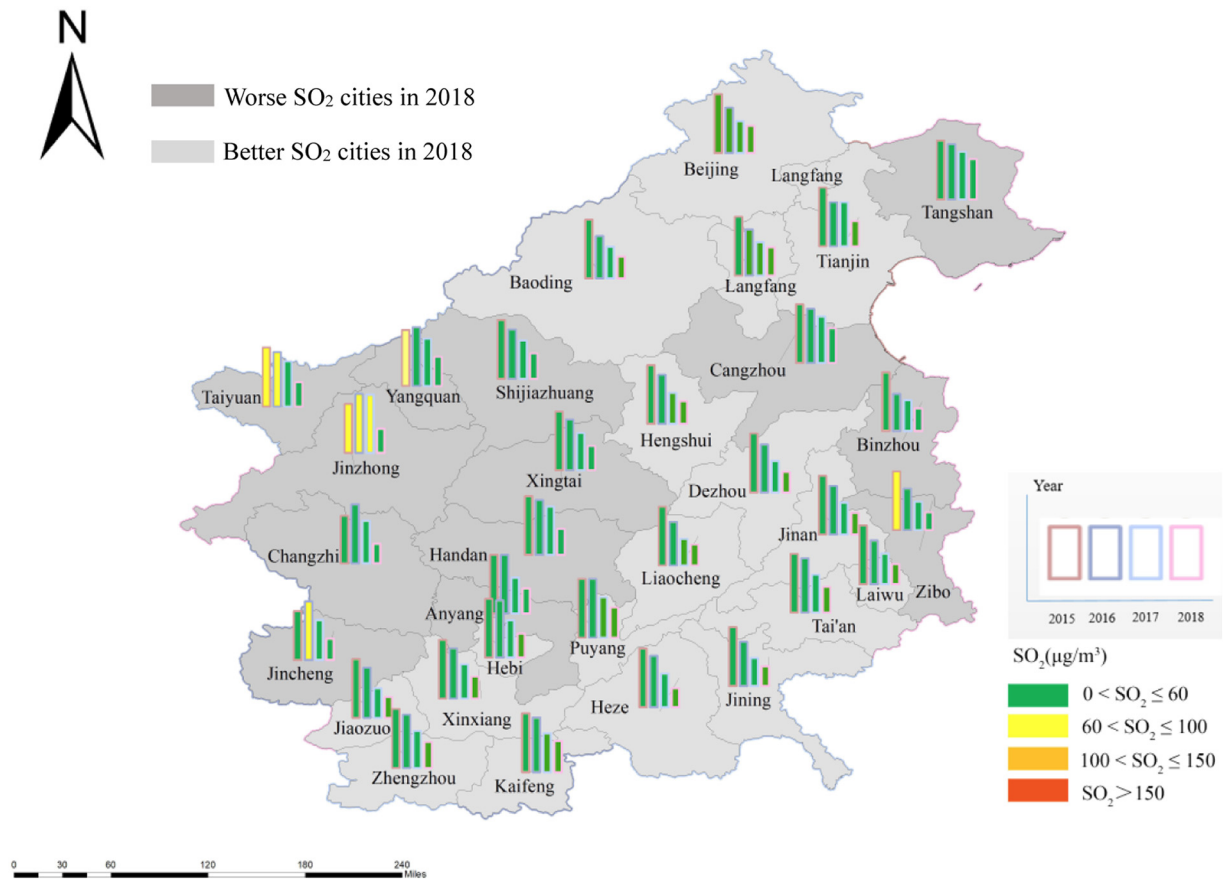 N
Worse SO₂ cities in 2018
Better SO₂ cities in 2018
Beijing
Langfang
Tangshan
Tianjin
Baoding
Langfang
Cangzhou
Taiyuan
Yangquan
Shijiazhuang
Binzhou
Hengshui
Jinzhong
Xingtai
Dezhou
Year
Jinan
Changzhi
Handan
Liaocheng
Laiwu
Zibo
Anyang
Tai'an
2015 2016 2017 2018
Puyang
Hebi
SO₂(μg/m³)
Jincheng
Jining
0 < SO₂ ≤ 60
Heze
Xinxiang
Jiaozuo
60 < SO₂ ≤ 100
100 < SO₂ ≤ 150
Zhengzhou
Kaifeng
SO₂>150
0 30 60 120 180 240
Miles